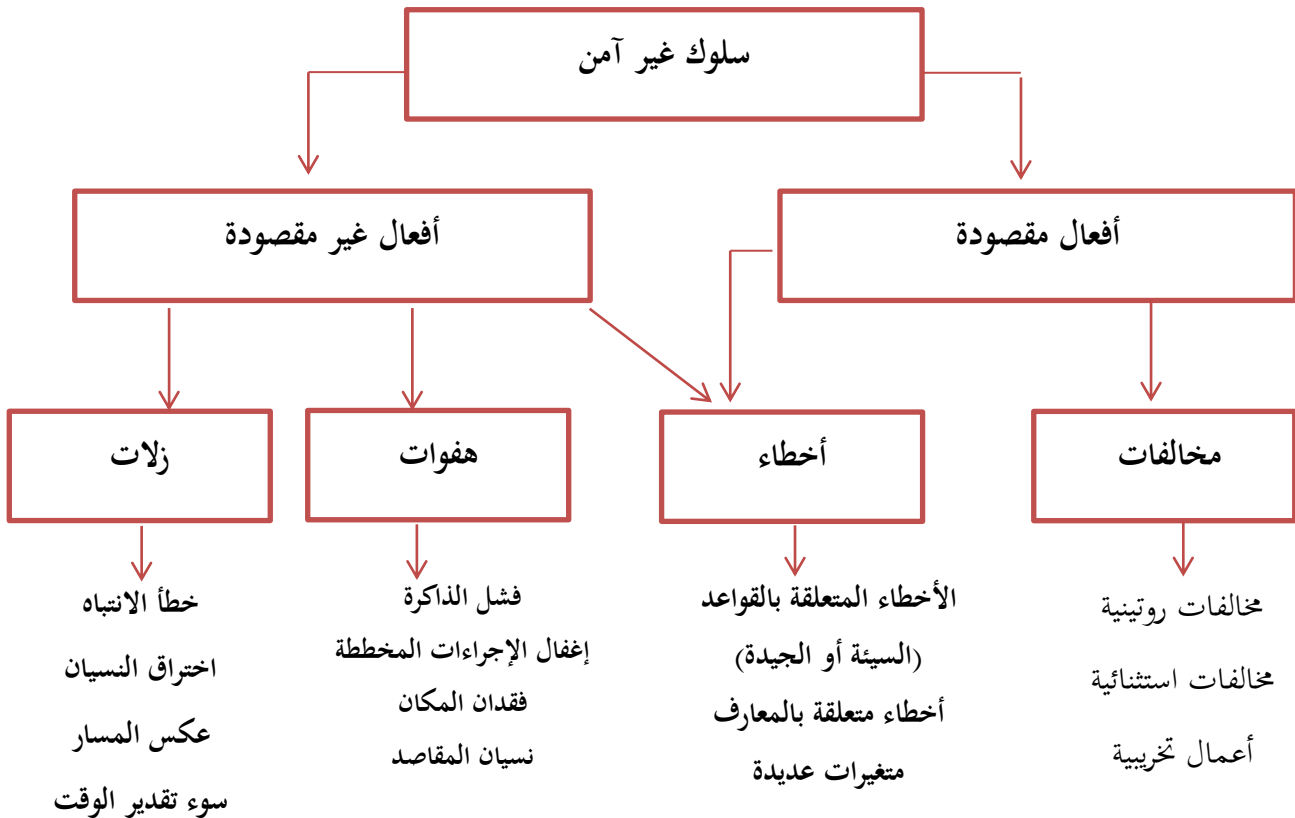 سلوك غير آمن
أفعال مقصودة
أفعال غير مقصودة
مخالفات
أخطاء
هفوات
زلات
مخالفات روتينية
مخالفات استثنائية
أعمال تخريبية
الأخطاء المتعلقة بالقواعد
(السيئة أو الجيدة)
أخطاء متعلقة بالمعارف
متغيرات عديدة
فشل الذاكرة
إغفال الإجراءات المخططة
فقدان المكان
نسيان المقاصد
خطأ الانتباه
اختراق النسيان
عكس المسار
سوء تقدير الوقت